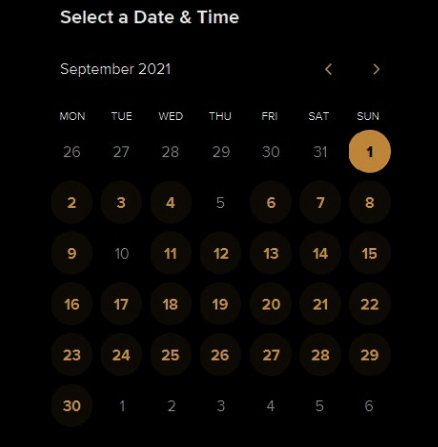 Select a Date & Time
September 2021
MON TUE WED THU FRI SAT SUN
26 27 28 29 30 31 1
2 3 4 5 6 7 8
9 10 11 12 13 14 15
16 17 18 19 20 21 22
23 24 25 26 27 28 29
30 1 2 3 4 5 6